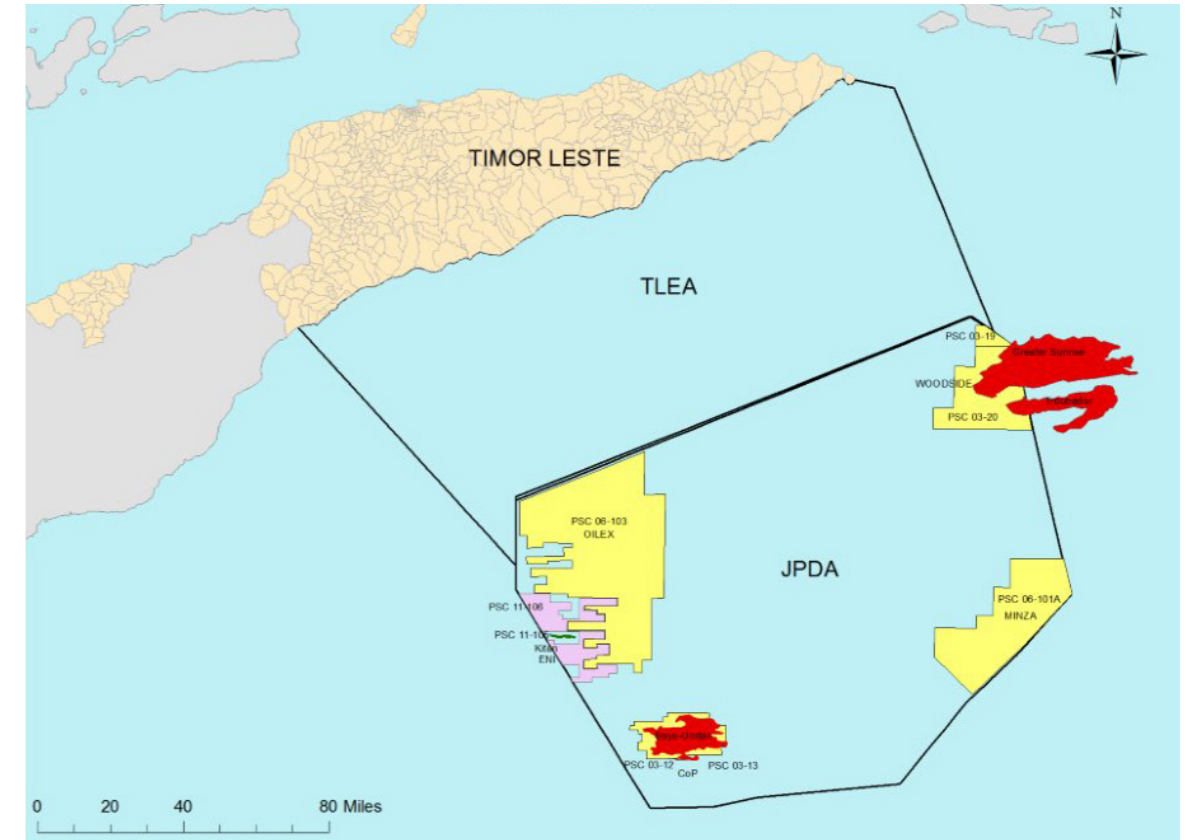 N
TIMOR LESTE
TLEA
PSC 03-19
Greater Sunrise
WOODSIDE
Troubadour
PSC 03-20
PSC 06-103
OILEX
JPDA
PSC 06-101A
MINZA
PSC 11-106
PSC 11-105
Kitan
ENI
Bayu-Undan
PSC 03-12
PSC 03-13
CoP
0 20 40 80 Miles